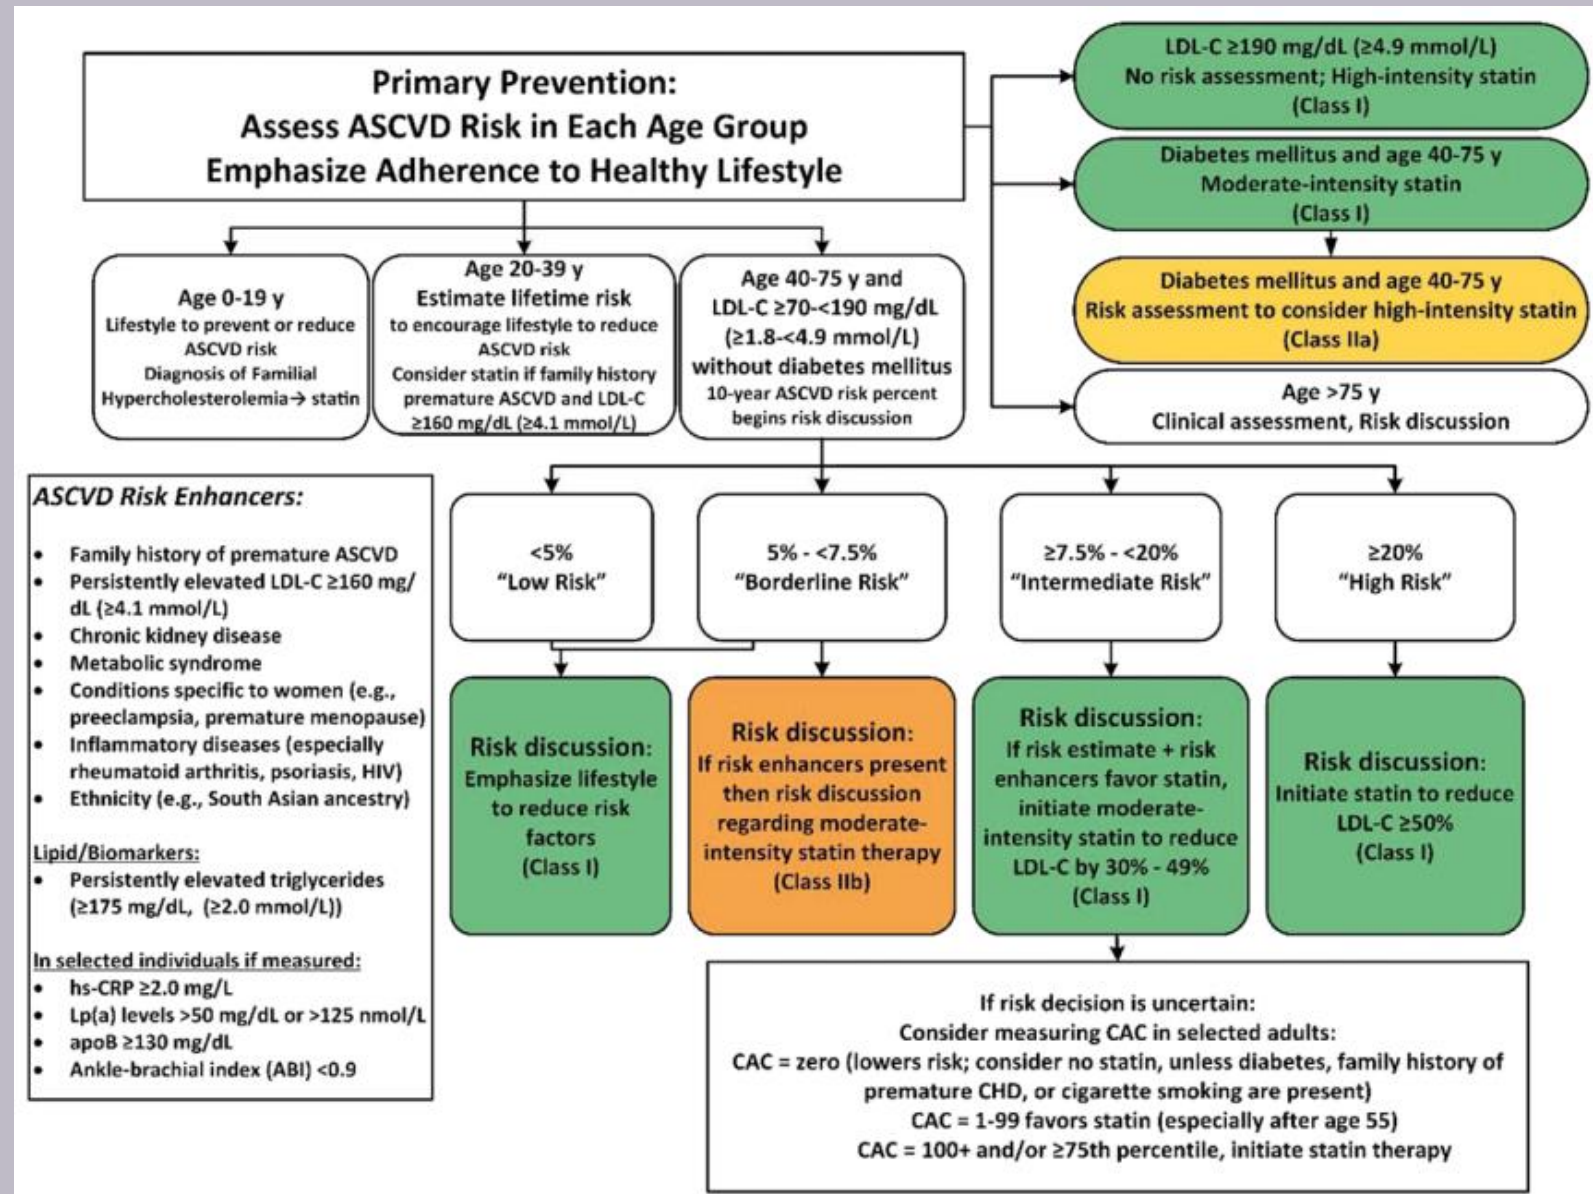 Primary Prevention:
Assess ASCVD Risk in Each Age Group
Emphasize Adherence to Healthy Lifestyle
LDL-C ≥190 mg/dL (≥4.9 mmol/L)
No risk assessment; High-intensity statin
(Class I)
Diabetes mellitus and age 40-75 y
Moderate-intensity statin
(Class I)
Diabetes mellitus and age 40-75 y
Risk assessment to consider high-intensity statin
(Class IIa)
Age >75 y
Clinical assessment, Risk discussion
Age 0-19 y
Lifestyle to prevent or reduce
ASCVD risk
Diagnosis of Familial
Hypercholesterolemia→ statin
Age 20-39 y
Estimate lifetime risk
to encourage lifestyle to reduce
ASCVD risk
Consider statin if family history
premature ASCVD and LDL-C
≥160 mg/dL (≥4.1 mmol/L)
Age 40-75 y and
LDL-C ≥70-<190 mg/dL
(≥1.8-<4.9 mmol/L)
without diabetes mellitus
10-year ASCVD risk percent
begins risk discussion
ASCVD Risk Enhancers:
• Family history of premature ASCVD
• Persistently elevated LDL-C ≥160 mg/
dL (≥4.1 mmol/L)
• Chronic kidney disease
• Metabolic syndrome
• Conditions specific to women (e.g.,
preeclampsia, premature menopause)
• Inflammatory diseases (especially
rheumatoid arthritis, psoriasis, HIV)
• Ethnicity (e.g., South Asian ancestry)
Lipid/Biomarkers:
• Persistently elevated triglycerides
(≥175 mg/dL, (≥2.0 mmol/L))
In selected individuals if measured:
• hs-CRP ≥2.0 mg/L
• Lp(a) levels >50 mg/dL or >125 nmol/L
• apoB ≥130 mg/dL
• Ankle-brachial index (ABI) <0.9
<5%
“Low Risk”
5% - <7.5%
“Borderline Risk”
≥7.5% - <20%
“Intermediate Risk”
≥20%
“High Risk”
Risk discussion:
Emphasize lifestyle
to reduce risk
factors
(Class I)
Risk discussion:
If risk enhancers present
then risk discussion
regarding moderate-
intensity statin therapy
(Class IIb)
Risk discussion:
If risk estimate + risk
enhancers favor statin,
initiate moderate-
intensity statin to reduce
LDL-C by 30% - 49%
(Class I)
Risk discussion:
Initiate statin to reduce
LDL-C ≥50%
(Class I)
If risk decision is uncertain:
Consider measuring CAC in selected adults:
CAC = zero (lowers risk; consider no statin, unless diabetes, family history of
premature CHD, or cigarette smoking are present)
CAC = 1-99 favors statin (especially after age 55)
CAC = 100+ and/or ≥75th percentile, initiate statin therapy